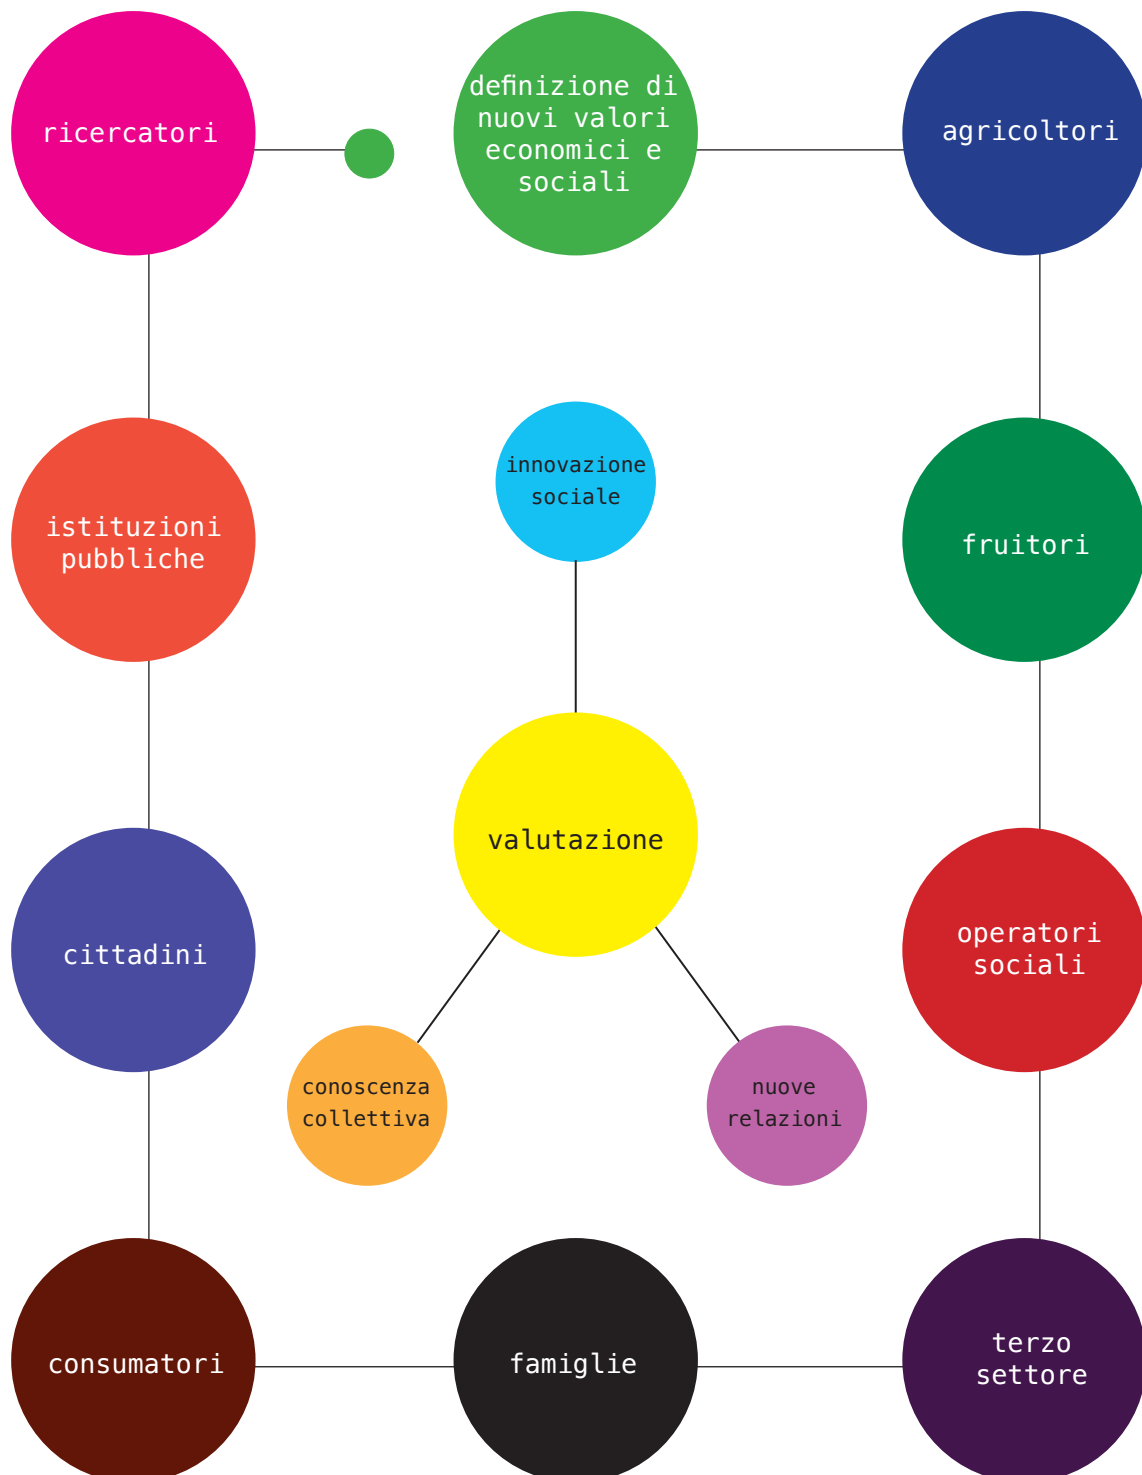 ricercatori
definizione di
nuovi valori
economici e
sociali
agricoltori
istituzioni
pubbliche
innovazione
sociale
fruitori
valutazione
cittadini
operatori
sociali
conoscenza
collettiva
nuove
relazioni
consumatori
famiglie
terzo
settore